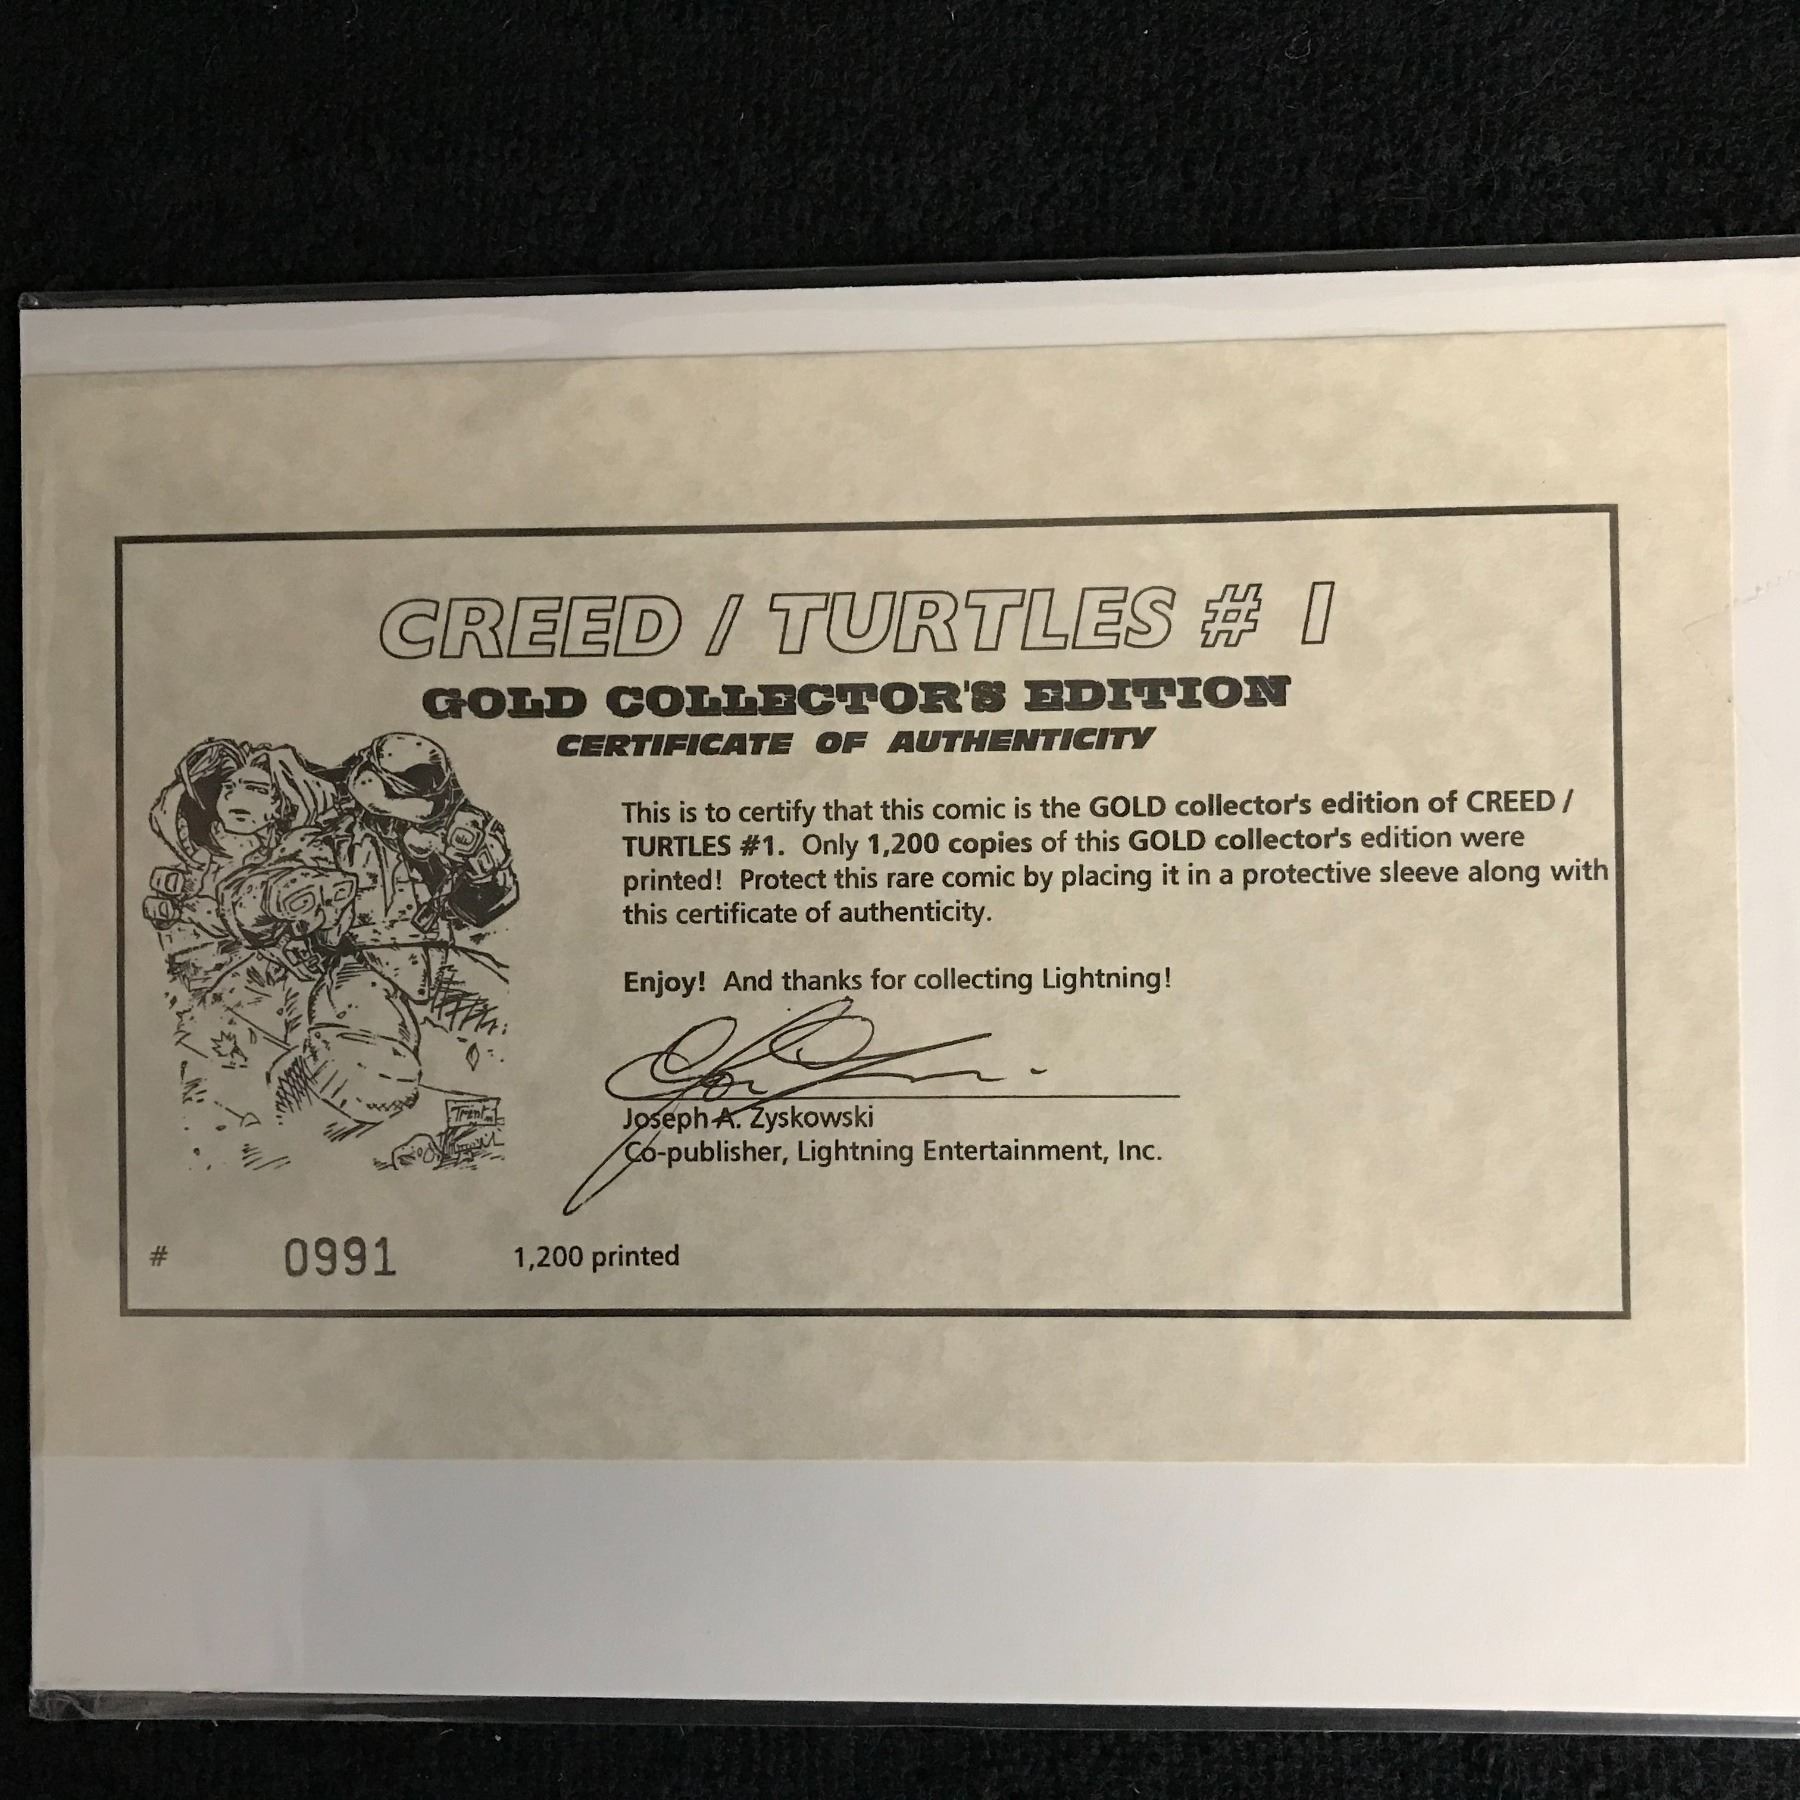 CREED / TURTLES # 1
GOLD COLLECTOR'S EDITION
CERTIFICATE OF AUTHENTICITY
This is to certify that this comic is the GOLD collector's edition of CREED /
TURTLES #1. Only 1,200 copies of this GOLD collector's edition were
printed! Protect this rare comic by placing it in a protective sleeve along with
this certificate of authenticity.
Enjoy! And thanks for collecting Lightning!
Joseph A. Zyskowski
Co-publisher, Lightning Entertainment, Inc.
Trent
# 0991 1,200 printed